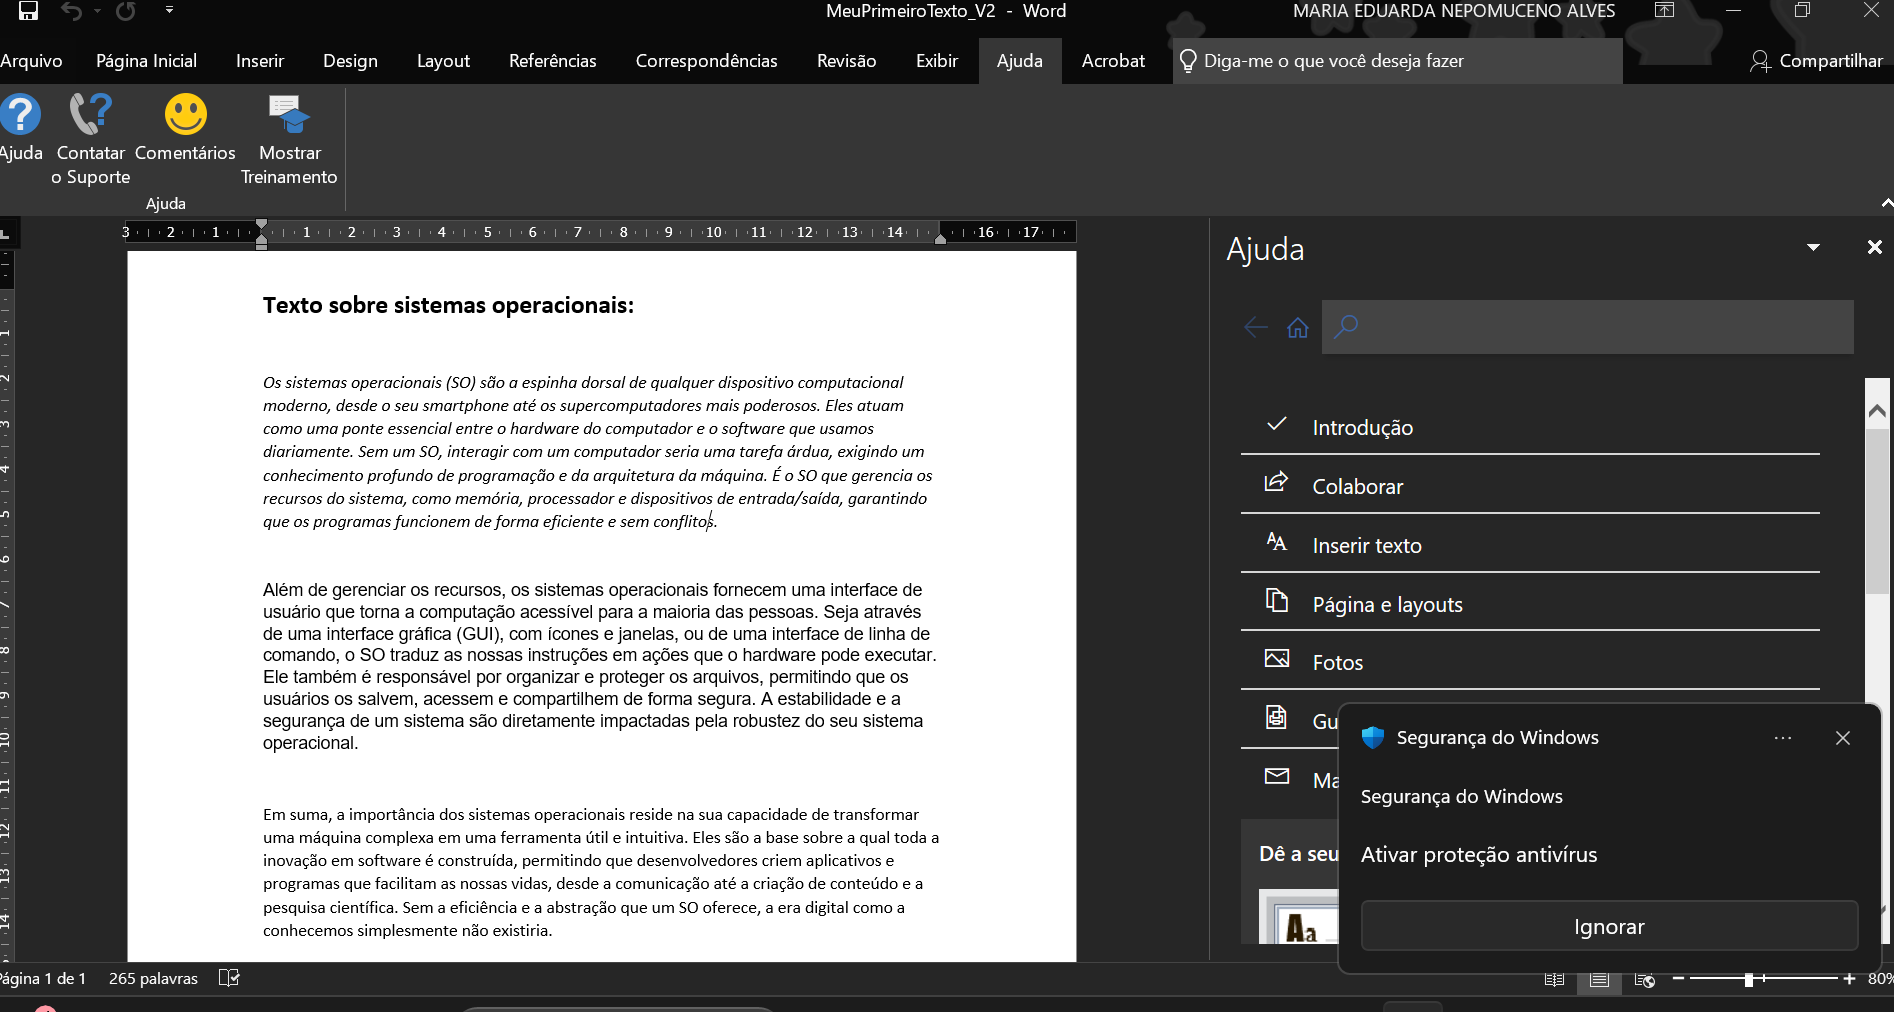 MeuPrimeiroTexto_V2 - Word
MARIA EDUARDA NEPOMUCENO ALVES
Arquivo Página Inicial Inserir Design Layout Referências Correspondências Revisão Exibir Ajuda Acrobat Diga-me o que você deseja fazer Compartilhar
Ajuda Contatar Comentários Mostrar
o Suporte Treinamento
Ajuda
3 2 1 1 2 3 4 5 6 7 8 9 10 11 12 13 14 16 17
Texto sobre sistemas operacionais:
Os sistemas operacionais (SO) são a espinha dorsal de qualquer dispositivo computacional
moderno, desde o seu smartphone até os supercomputadores mais poderosos. Eles atuam
como uma ponte essencial entre o hardware do computador e o software que usamos
diariamente. Sem um SO, interagir com um computador seria uma tarefa árdua, exigindo um
conhecimento profundo de programação e da arquitetura da máquina. É o SO que gerencia os
recursos do sistema, como memória, processador e dispositivos de entrada/saída, garantindo
que os programas funcionem de forma eficiente e sem conflitos.
Além de gerenciar os recursos, os sistemas operacionais fornecem uma interface de
usuário que torna a computação acessível para a maioria das pessoas. Seja através
de uma interface gráfica (GUI), com ícones e janelas, ou de uma interface de linha de
comando, o SO traduz as nossas instruções em ações que o hardware pode executar.
Ele também é responsável por organizar e proteger os arquivos, permitindo que os
usuários os salvem, acessem e compartilhem de forma segura. A estabilidade e a
segurança de um sistema são diretamente impactadas pela robustez do seu sistema
operacional.
Em suma, a importância dos sistemas operacionais reside na sua capacidade de transformar
uma máquina complexa em uma ferramenta útil e intuitiva. Eles são a base sobre a qual toda a
inovação em software é construída, permitindo que desenvolvedores criem aplicativos e
programas que facilitam as nossas vidas, desde a comunicação até a criação de conteúdo e a
pesquisa científica. Sem a eficiência e a abstração que um SO oferece, a era digital como a
conhecemos simplesmente não existiria.
1
2
3
4
5
6
7
8
9
10
11
12
13
14
Ajuda
Introdução
Colaborar
Inserir texto
Página e layouts
Fotos
Gu
Ma
Dê a seu
Aa
Segurança do Windows
Segurança do Windows
Ativar proteção antivírus
Ignorar
Página 1 de 1 265 palavras
80%